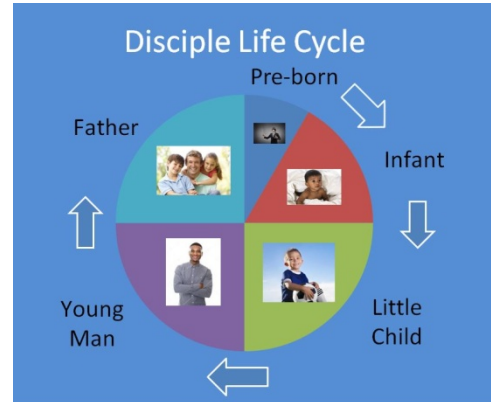 Disciple Life Cycle
Pre-born
Infant
Little
Child
Young
Man
Father